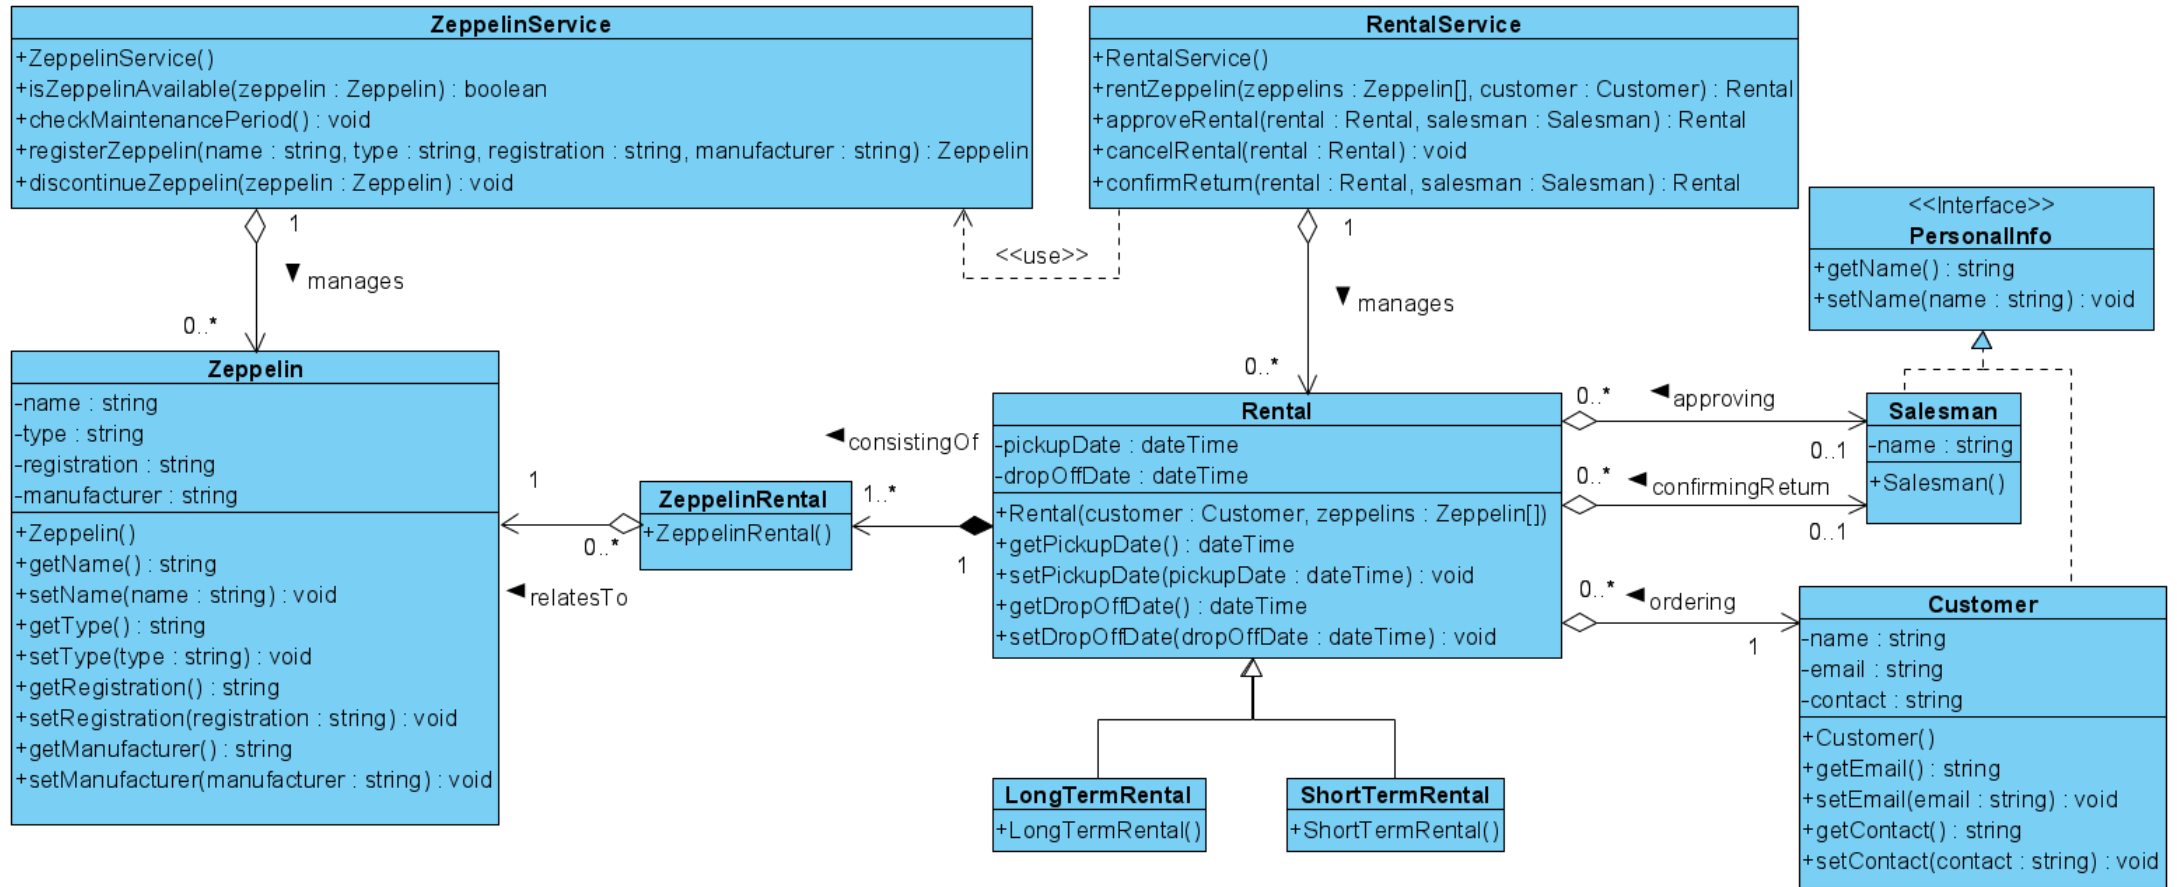 ZeppelinService
+ZeppelinService()
+isZeppelinAvailable(zeppelin : Zeppelin) : boolean
+checkMaintenancePeriod() : void
+registerZeppelin(name : string, type : string, registration : string, manufacturer : string) : Zeppelin
+discontinueZeppelin(zeppelin : Zeppelin) : void
RentalService
+RentalService()
+rentZeppelin(zeppelins : Zeppelin[], customer : Customer) : Rental
+approveRental(rental : Rental, salesman : Salesman) : Rental
+cancelRental(rental : Rental) : void
+confirmReturn(rental : Rental, salesman : Salesman) : Rental
<<Interface>>
PersonalInfo
+getName() : string
+setName(name : string) : void
1
manages
0..*
<<use>>
1
manages
0..*
Zeppelin
-name : string
-type : string
-registration : string
-manufacturer : string
+Zeppelin()
+getName() : string
+setName(name : string) : void
+getType() : string
+setType(type : string) : void
+getRegistration() : string
+setRegistration(registration : string) : void
+getManufacturer() : string
+setManufacturer(manufacturer : string) : void
1
0..*
relatesTo
ZeppelinRental
+ZeppelinRental()
consistingOf
1..*
1
Rental
-pickupDate : dateTime
-dropOffDate : dateTime
+Rental(customer : Customer, zeppelins : Zeppelin[])
+getPickupDate() : dateTime
+setPickupDate(pickupDate : dateTime) : void
+getDropOffDate() : dateTime
+setDropOffDate(dropOffDate : dateTime) : void
0..*
approving
0..1
0..*
confirmingReturn
0..1
0..*
ordering
1
Salesman
-name : string
+Salesman()
Customer
-name : string
-email : string
-contact : string
+Customer()
+getEmail() : string
+setEmail(email : string) : void
+getContact() : string
+setContact(contact : string) : void
LongTermRental
+LongTermRental()
ShortTermRental
+ShortTermRental()